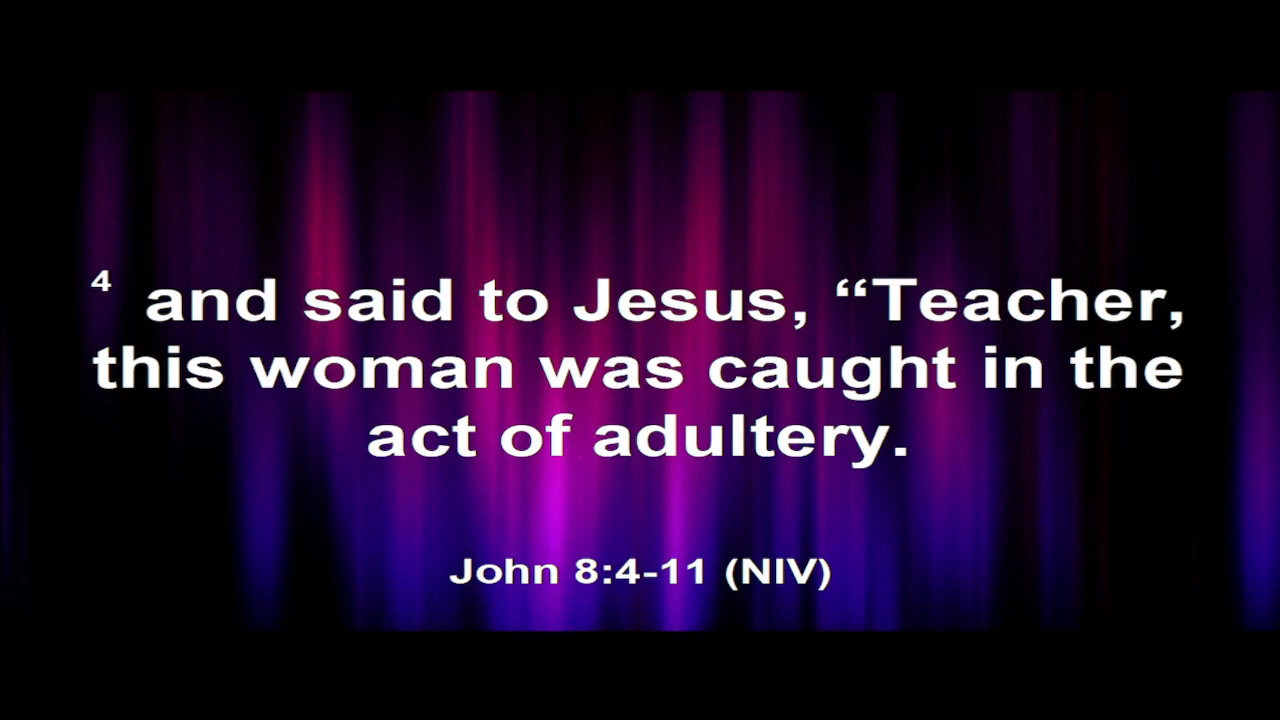 4 and said to Jesus, “Teacher,
this woman was caught in the
act of adultery.
John 8:4-11 (NIV)